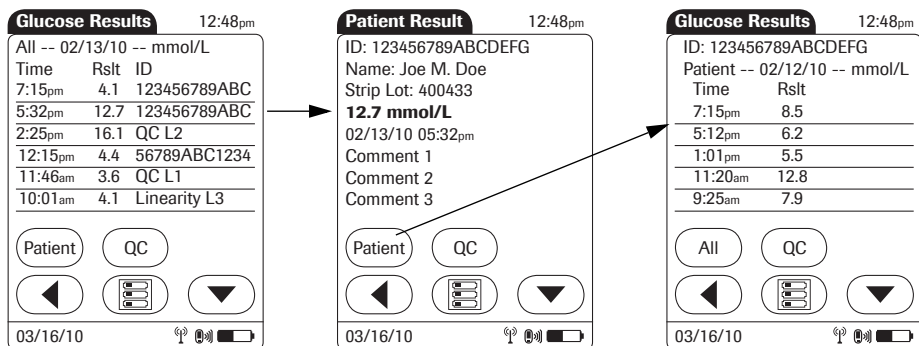 Glucose Results 12:48pm
All -- 02/13/10 -- mmol/L
Time Rslt ID
7:15pm 4.1 123456789ABC
5:32pm 12.7 123456789ABC
2:25pm 16.1 QC L2
12:15pm 4.4 56789ABC1234
11:46am 3.6 QC L1
10:01am 4.1 Linearity L3
Patient QC
03/16/10
Patient Result 12:48pm
ID: 123456789ABCDEFG
Name: Joe M. Doe
Strip Lot: 400433
12.7 mmol/L
02/13/10 05:32pm
Comment 1
Comment 2
Comment 3
Patient QC
03/16/10
Glucose Results 12:48pm
ID: 123456789ABCDEFG
Patient -- 02/12/10 -- mmol/L
Time Rslt
7:15pm 8.5
5:12pm 6.2
1:01pm 5.5
11:20am 12.8
9:25am 7.9
All QC
03/16/10